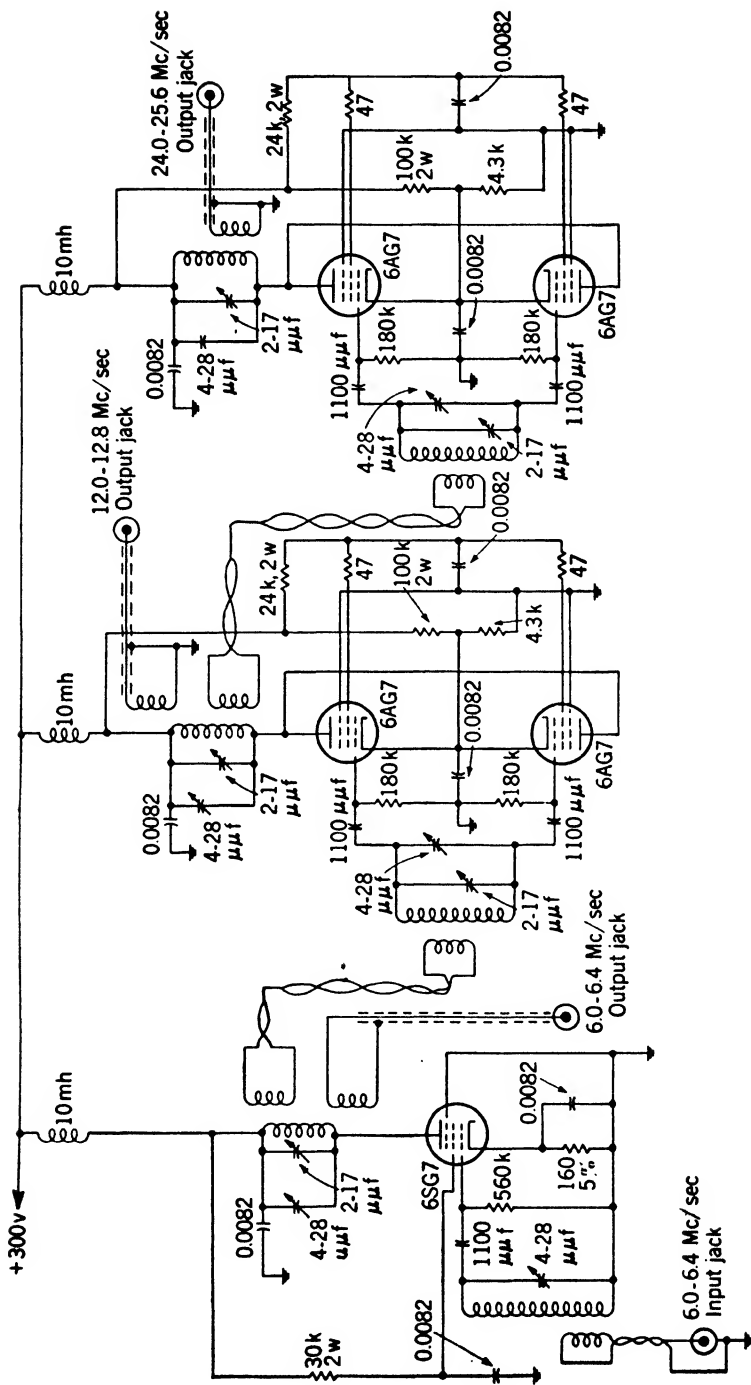 +300v
10mh
10mh
10mh
30k
2w
0.0082
4-28
μμf
2-17
μμf
6SG7
560k
1100
μμf
4-28
μμf
0.0082
160
0.0082
6.0-6.4 Mc/sec
Input jack
6.0-6.4 Mc/sec
Output jack
12.0-12.8 Mc/sec
Output jack
0.0082
4-28
μμf
2-17
μμf
24k, 2w
6AG7
47
1100 μμf
180k
4-28
μμf
2-17
μμf
180k
1100 μμf
0.0082
100k
2w
4.3k
0.0082
47
6AG7
24.0-25.6 Mc/sec
Output jack
0.0082
4-28
μμf
2-17
μμf
24k, 2w
6AG7
47
1100 μμf
180k
4-28
μμf
2-17
μμf
180k
1100 μμf
0.0082
100k
2w
4.3k
0.0082
47
6AG7